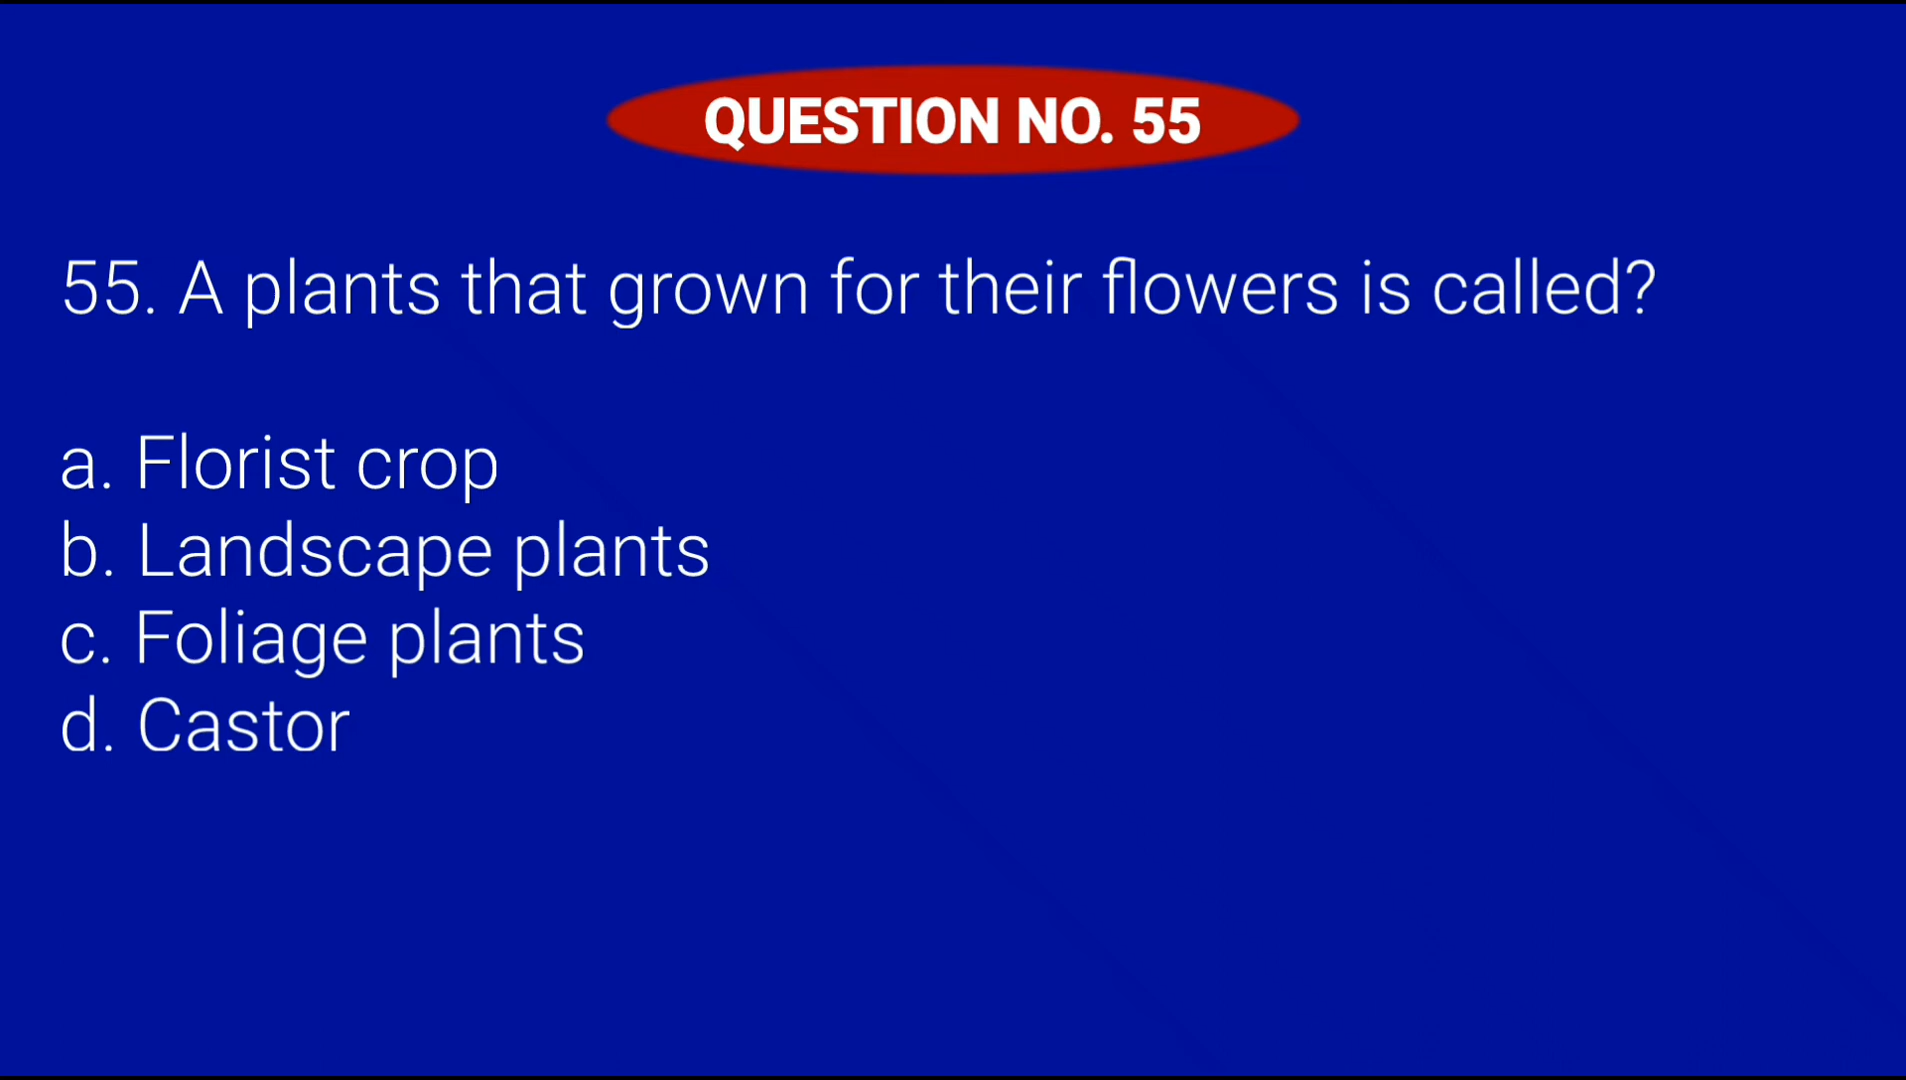 QUESTION NO. 55
55. A plants that grown for their flowers is called?
a. Florist crop
b. Landscape plants
c. Foliage plants
d. Castor